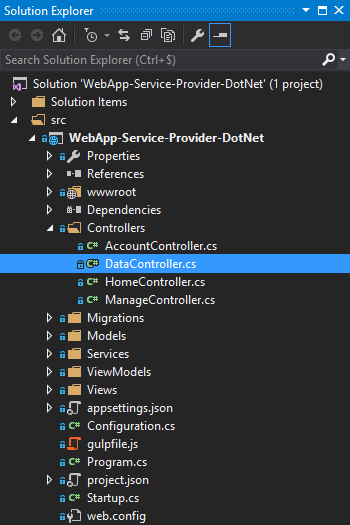 Solution Explorer
Search Solution Explorer (Ctrl+$)
Solution 'WebApp-Service-Provider-DotNet' (1 project)
Solution Items
src
WebApp-Service-Provider-DotNet
Properties
References
wwwroot
Dependencies
Controllers
C# AccountController.cs
C# DataController.cs
C# HomeController.cs
C# ManageController.cs
Migrations
Models
Services
ViewModels
Views
appsettings.json
C# Configuration.cs
gulpfile.js
C# Program.cs
project.json
C# Startup.cs
web.config